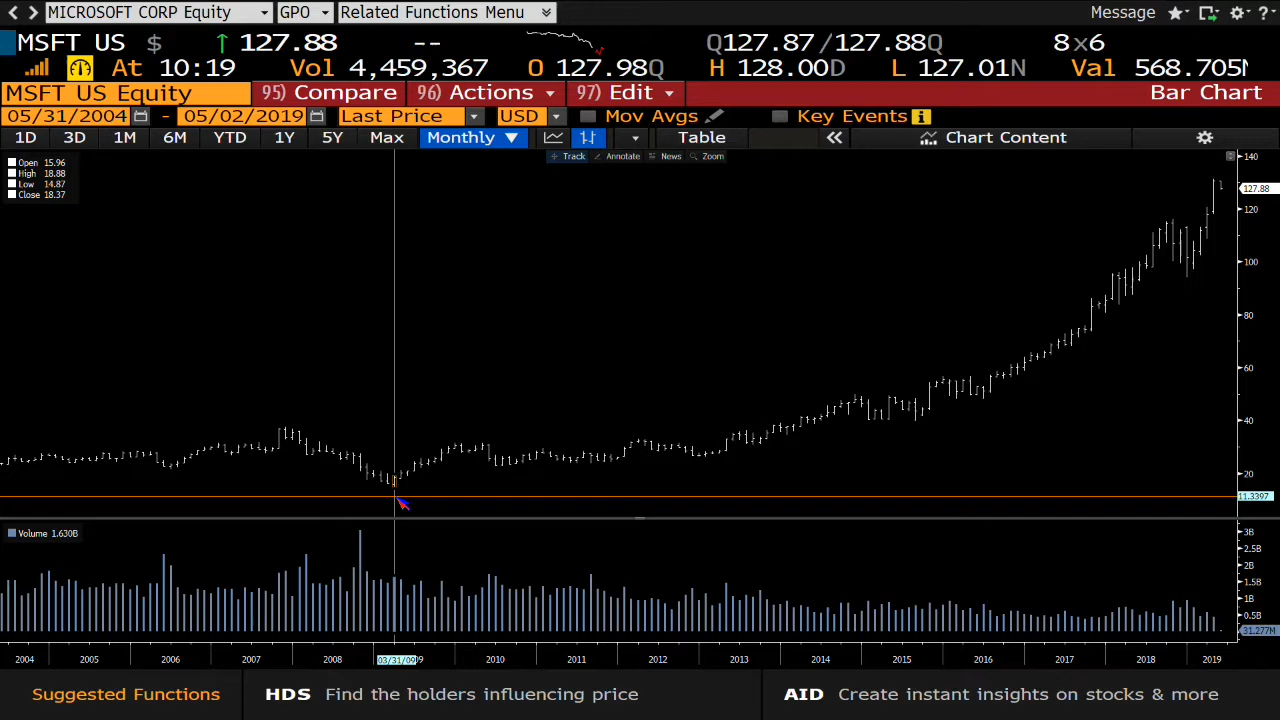 MICROSOFT CORP Equity GPO Related Functions Menu Message ?
MSFT US $ ↑ 127.88 -- Q127.87/127.88Q 8x6
At 10:19 Vol 4,459,367 O 127.98Q H 128.00D L 127.01N Val 568.705M
MSFT US Equity 95) Compare 96) Actions 97) Edit Bar Chart
05/31/2004 - 05/02/2019 Last Price USD Mov Avgs Key Events i
1D 3D 1M 6M YTD 1Y 5Y Max Monthly ▼ Table « Chart Content
Track Annotate News Zoom
Open 15.96
High 18.88
Low 14.87
Close 18.37
140
127.88
120
100
80
60
40
20
11.3397
Volume 1.630B
3B
2.5B
2B
1.5B
1B
0.5B
31.277M
2004 2005 2006 2007 2008 03/31/09 9 2010 2011 2012 2013 2014 2015 2016 2017 2018 2019
Suggested Functions HDS Find the holders influencing price AID Create instant insights on stocks & more